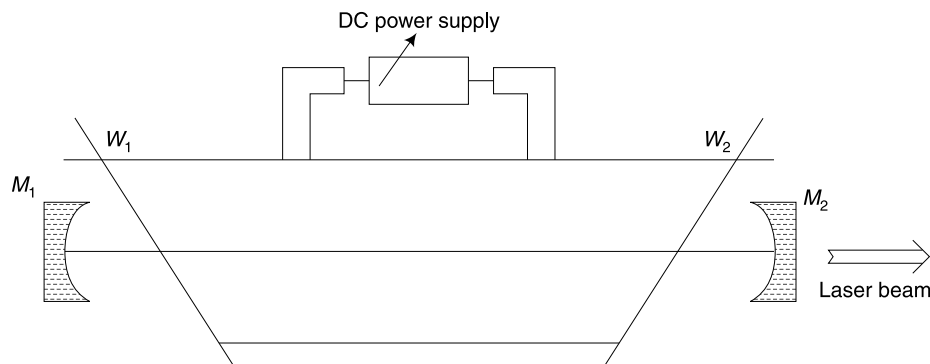 DC power supply
W₁
W₂
M₁
M₂
Laser beam